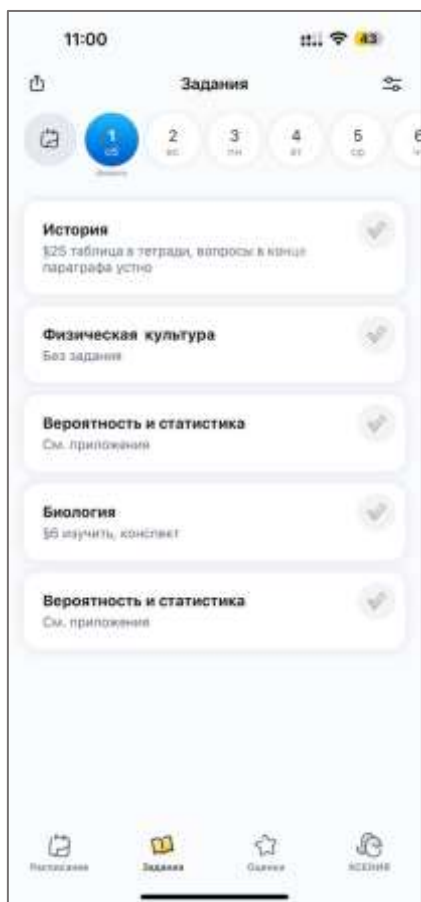 11:00
43
Задания
1 2 3 4 5 6
сб вс пн вт ср
История
§25 таблица в тетради, вопросы в конце
параграфа устно
Физическая культура
Без задания
Вероятность и статистика
См. приложения
Биология
§6 изучить, конспект
Вероятность и статистика
См. приложения
Расписание Задания Оценки КСЕНИЯ